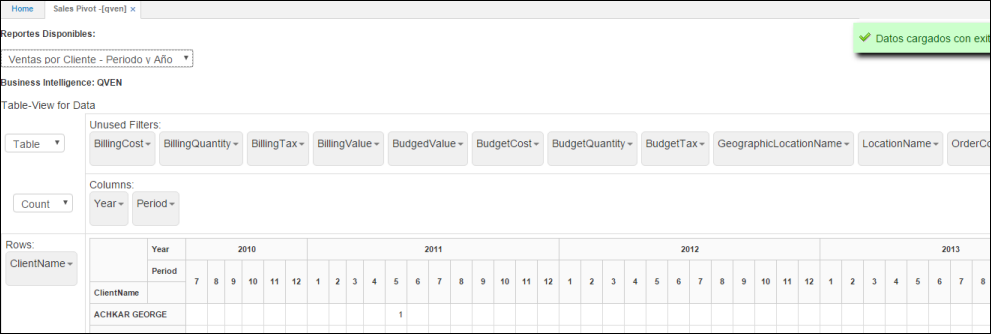 Home Sales Pivot -[qven] ×
Reportes Disponibles:
Datos cargados con exit
Ventas por Cliente - Periodo y Año
Business Intelligence: QVEN
Table-View for Data
Unused Filters:
Table
BillingCost BillingQuantity BillingTax BillingValue BudgedValue BudgetCost BudgetQuantity BudgetTax GeographicLocationName LocationName OrderCo
Columns:
Count
Year Period
Rows:
ClientName
Year 2010 2011 2012 2013
Period 7 8 9 10 11 12 1 2 3 4 5 6 7 8 9 10 11 12 1 2 3 4 5 6 7 8 9 10 11 12 1 2 3 4 5 6 7 8
ClientName
ACHKAR GEORGE 1